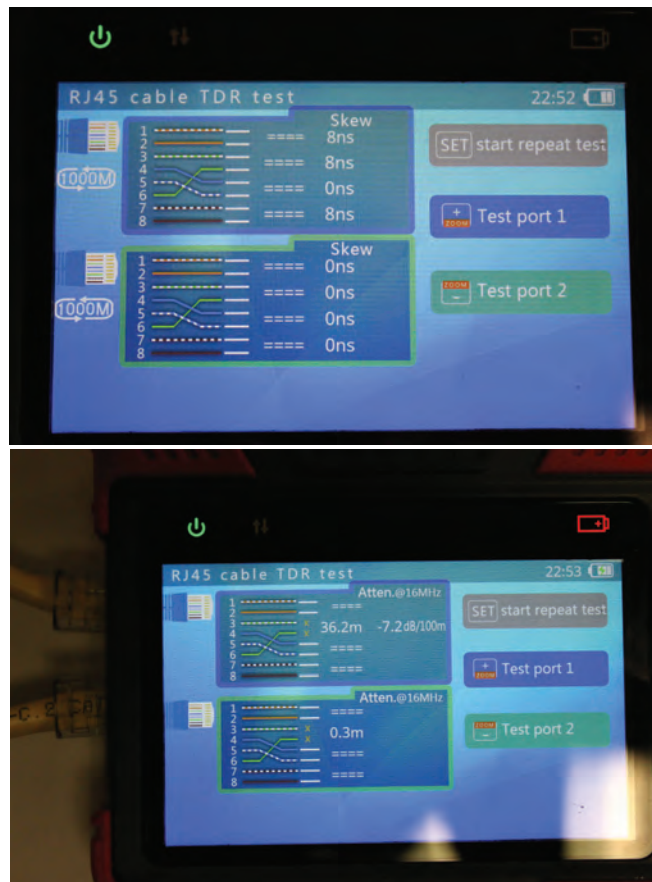 RJ45 cable TDR test 22:52
Skew
1
2 ==== 8ns
3
4 ==== 8ns
5
6 ==== 0ns
7
8 ==== 8ns
1000M
SET start repeat test
+ ZOOM Test port 1
Skew
1
2 ==== 0ns
3
4 ==== 0ns
5
6 ==== 0ns
7
8 ==== 0ns
1000M
ZOOM - Test port 2
RJ45 cable TDR test 22:53
Atten.@16MHz
1
2 ====
3 x
4 x 36.2m -7.2dB/100m
5
6 ====
7
8 ====
SET start repeat test
+ ZOOM Test port 1
Atten.@16MHz
1
2 ====
3 x
4 x 0.3m
5
6 ====
7
8 ====
ZOOM - Test port 2